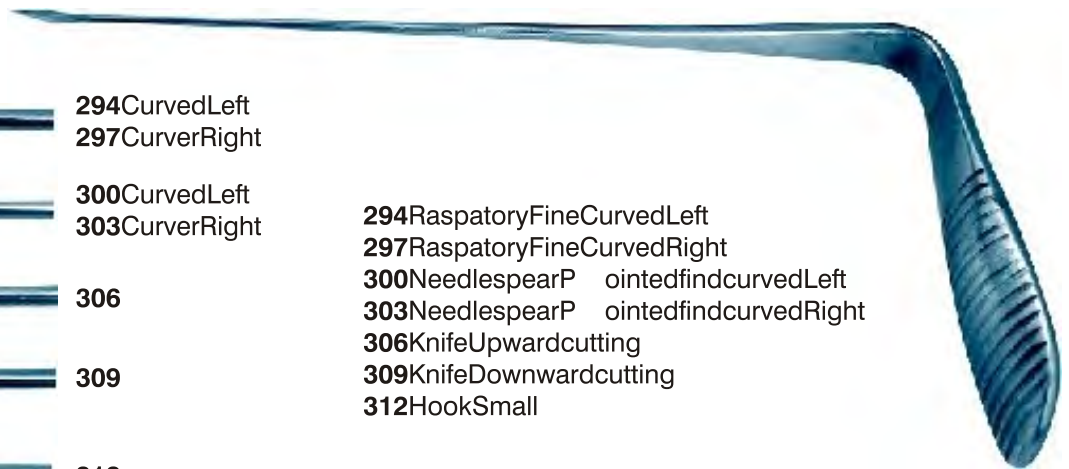 294CurvedLeft
297CurverRight
300CurvedLeft
303CurverRight
306
309
294RaspatoryFineCurvedLeft
297RaspatoryFineCurvedRight
300NeedlespearP ointedfindcurvedLeft
303NeedlespearP ointedfindcurvedRight
306KnifeUpwardcutting
309KnifeDownwardcutting
312HookSmall